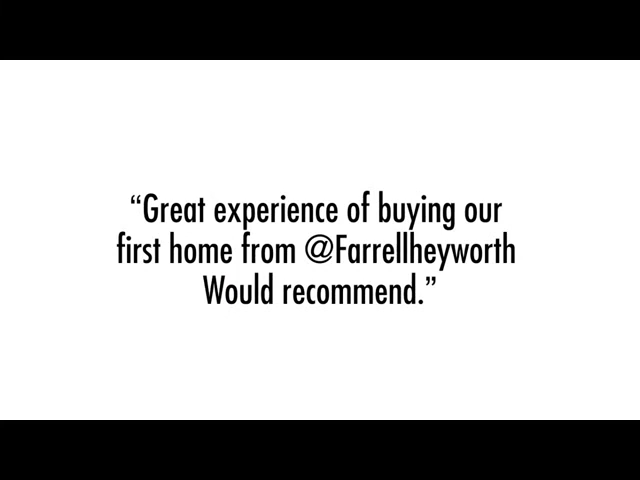 “Great experience of buying our
first home from @Farrellheyworth
Would recommend.”